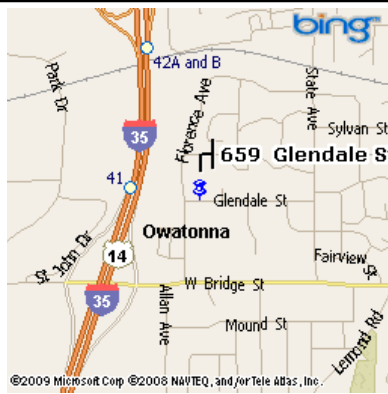 bing
42A and B
Park Dr
Florence Ave
State Ave
Sylvan St
35
659 Glendale S
41
Glendale St
Owatonna
St John Dr
14
Fairview St
W Bridge St
35
Allan Ave
Mound St
Lemond Rd
©2009 Microsoft Corp ©2008 NAVTEQ, and/or Tele Atlas, Inc.